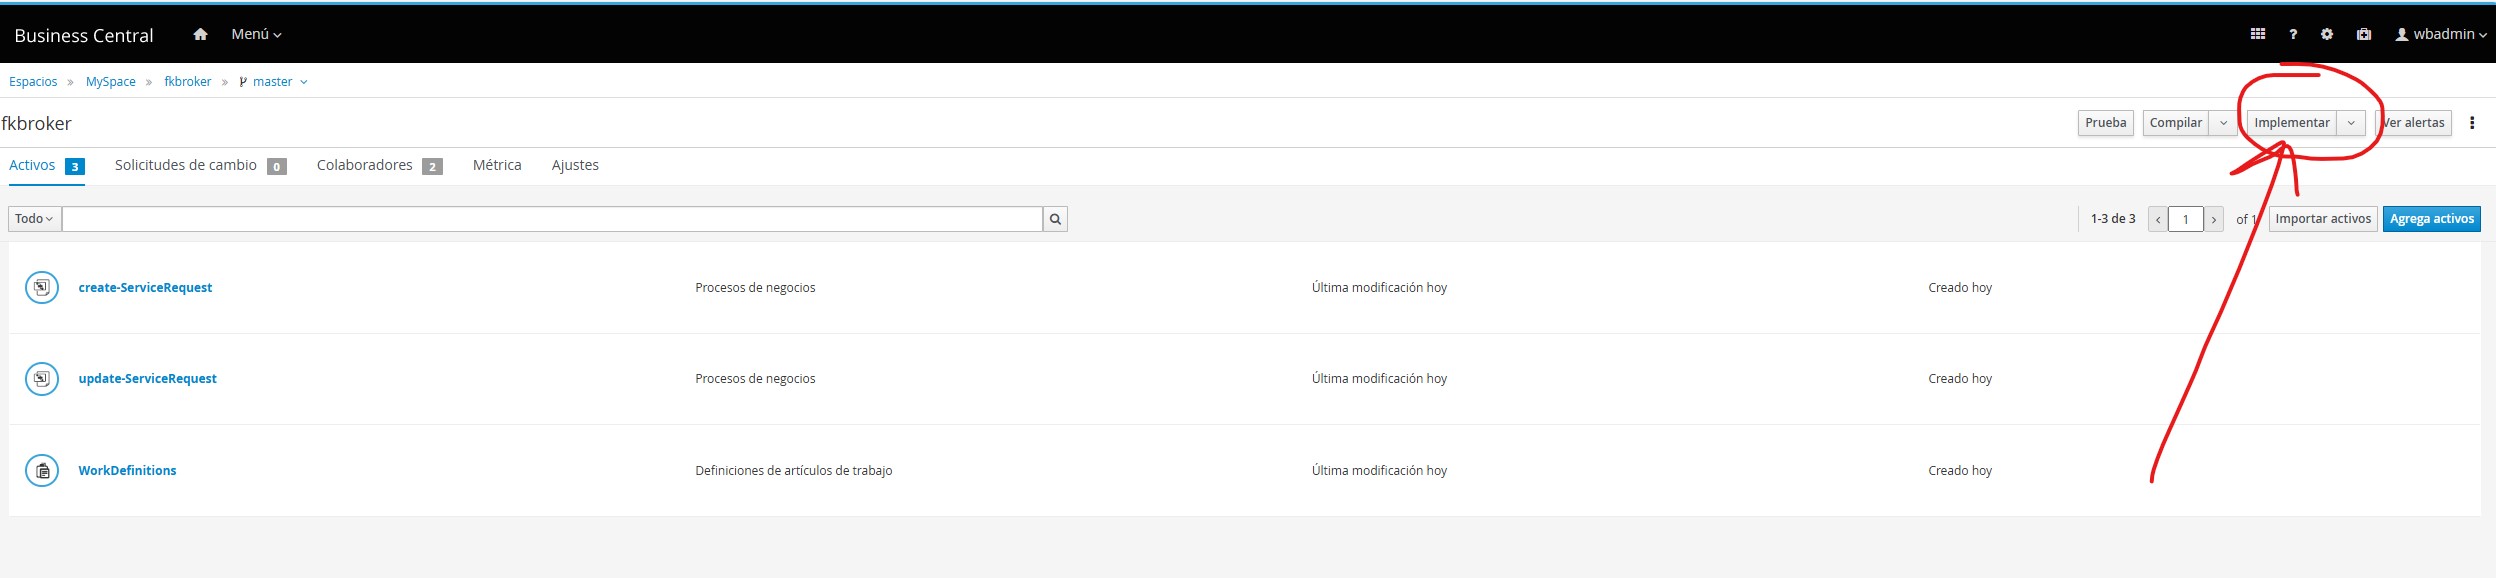 Business Central Menú ? wbadmin
Espacios » MySpace » fkbroker » master
fkbroker Prueba Compilar Implementar Ver alertas
Activos 3 Solicitudes de cambio 0 Colaboradores 2 Métrica Ajustes
Todo 1-3 de 3 < 1 > of 1 Importar activos Agrega activos
create-ServiceRequest Procesos de negocios Última modificación hoy Creado hoy
update-ServiceRequest Procesos de negocios Última modificación hoy Creado hoy
WorkDefinitions Definiciones de artículos de trabajo Última modificación hoy Creado hoy